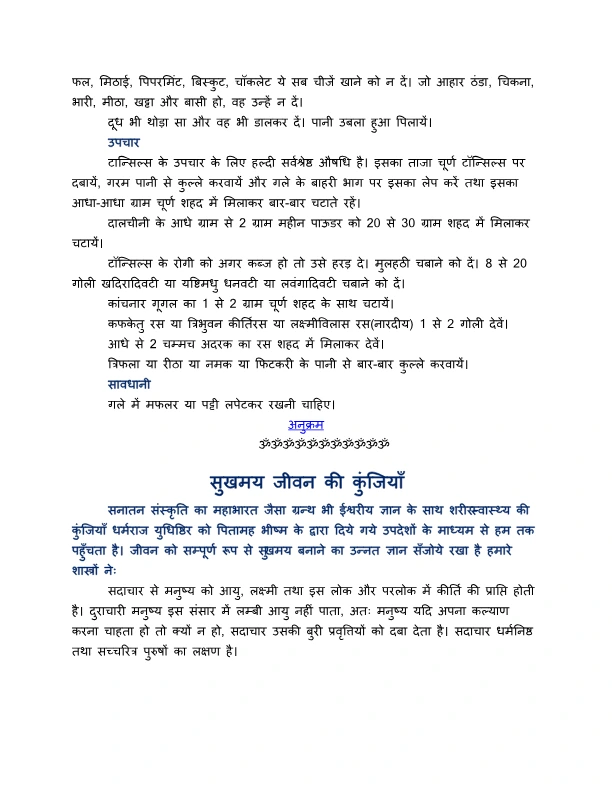 फल, मिठाई, पिपरमिंट, बिस्कुट, चॉकलेट ये सब चीजें खाने को न दें। जो आहार ठंडा, चिकना,
भारी, मीठा, खट्टा और बासी हो, वह उन्हें न दें।
दूध भी थोड़ा सा और वह भी डालकर दें। पानी उबला हुआ पिलायें।
उपचार
टान्सिल्स के उपचार के लिए हल्दी सर्वश्रेष्ठ औषधि है। इसका ताजा चूर्ण टॉन्सिल्स पर
दबायें, गरम पानी से कुल्ले करवायें और गले के बाहरी भाग पर इसका लेप करें तथा इसका
आधा-आधा ग्राम चूर्ण शहद में मिलाकर बार-बार चटाते रहें।
दालचीनी के आधे ग्राम से 2 ग्राम महीन पाऊडर को 20 से 30 ग्राम शहद में मिलाकर
चटायें।
टॉन्सिल्स के रोगी को अगर कब्ज हो तो उसे हरड़ दे। मुलहठी चबाने को दें। 8 से 20
गोली खदिरादिवटी या यष्टिमधु धनवटी या लवंगादिवटी चबाने को दें।
कांचनार गूगल का 1 से 2 ग्राम चूर्ण शहद के साथ चटायें।
कफकेतु रस या त्रिभुवन कीर्तिरस या लक्ष्मीविलास रस(नारदीय) 1 से 2 गोली देवें।
आधे से 2 चम्मच अदरक का रस शहद में मिलाकर देवें।
त्रिफला या रीठा या नमक या फिटकरी के पानी से बार-बार कुल्ले करवायें।
सावधानी
गले में मफलर या पट्टी लपेटकर रखनी चाहिए।
अनुक्रम
ॐॐॐॐॐॐॐॐॐॐॐ
सुखमय जीवन की कुंजियाँ
सनातन संस्कृति का महाभारत जैसा ग्रन्थ भी ईश्वरीय ज्ञान के साथ शरीरस्वास्थ्य की
कुंजियाँ धर्मराज युधिष्ठिर को पितामह भीष्म के द्वारा दिये गये उपदेशों के माध्यम से हम तक
पहुँचता है। जीवन को सम्पूर्ण रूप से सुखमय बनाने का उन्नत ज्ञान सँजोये रखा है हमारे
शास्त्रों नेः
सदाचार से मनुष्य को आयु, लक्ष्मी तथा इस लोक और परलोक में कीर्ति की प्राप्ति होती
है। दुराचारी मनुष्य इस संसार में लम्बी आयु नहीं पाता, अतः मनुष्य यदि अपना कल्याण
करना चाहता हो तो क्यों न हो, सदाचार उसकी बुरी प्रवृत्तियों को दबा देता है। सदाचार धर्मनिष्ठ
तथा सच्चरित्र पुरुषों का लक्षण है।